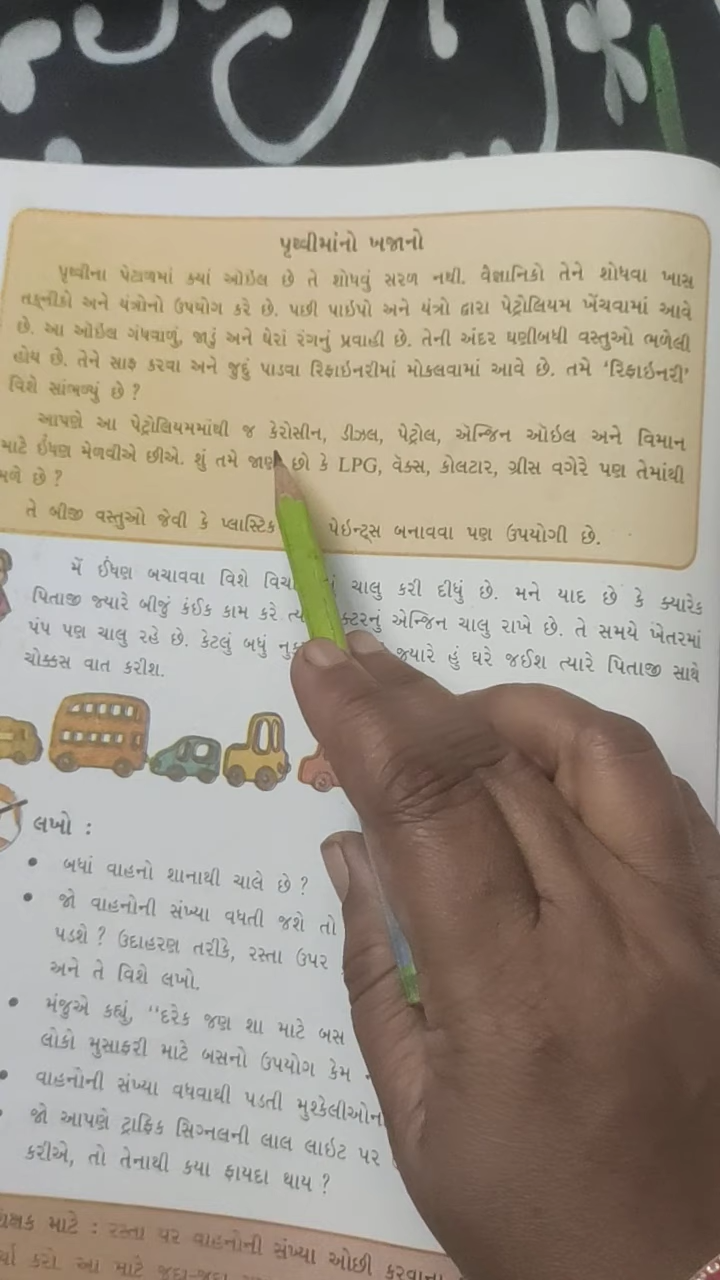 પૃથ્વીમાંનો ખજાનો
પૃથ્વીના પેટાળમાં ક્યાં ઓઇલ છે તે શોધવું સરળ નથી. વૈજ્ઞાનિકો તેને શોધવા ખાસ
તક્નીકો અને યંત્રોનો ઉપયોગ કરે છે. પછી પાઇપો અને યંત્રો દ્વારા પેટ્રોલિયમ ખેંચવામાં આવે
છે. આ ઓઇલ ગંધવાળું, જાડું અને ઘેરાં રંગનું પ્રવાહી છે. તેની અંદર ઘણીબધી વસ્તુઓ ભળેલી
હોય છે. તેને સાફ કરવા અને જુદું પાડવા રિફાઇનરીમાં મોકલવામાં આવે છે. તમે ‘રિફાઇનરી’
વિશે સાંભળ્યું છે ?
આપણે આ પેટ્રોલિયમમાંથી જ કેરોસીન, ડીઝલ, પેટ્રોલ, ઍન્જિન ઑઇલ અને વિમાન
માટે ઈંધણ મેળવીએ છીએ. શું તમે જાણો છો કે LPG, વૅક્સ, કોલટાર, ગ્રીસ વગેરે પણ તેમાંથી
મળે છે ?
તે બીજી વસ્તુઓ જેવી કે પ્લાસ્ટિક પેઇન્ટ્સ બનાવવા પણ ઉપયોગી છે.
મેં ઈંધણ બચાવવા વિશે ચાલુ કરી દીધું છે. મને યાદ છે કે ક્યારેક
પિતાજી જ્યારે બીજું કંઈક કામ કરે એન્જિન ચાલુ રાખે છે. તે સમયે ખેતરમાં
પંપ પણ ચાલુ રહે છે. કેટલું બધું જ્યારે હું ઘરે જઈશ ત્યારે પિતાજી સાથે
ચોક્કસ વાત કરીશ.
લખો :
• બધાં વાહનો શાનાથી ચાલે છે ?
• જો વાહનોની સંખ્યા વધતી જશે તો
પડશે ? ઉદાહરણ તરીકે, રસ્તા ઉપર
અને તે વિશે લખો.
• મંજુએ કહ્યું, “દરેક જણ શા માટે બસ
લોકો મુસાફરી માટે બસનો ઉપયોગ કેમ
• વાહનોની સંખ્યા વધવાથી પડતી
જો આપણે ટ્રાફિક સિગ્નલની લાલ લાઇટ પર
કરીએ, તો તેનાથી કયા ફાયદા થાય ?
માટે : રસ્તા પર વાહનોની સંખ્યા ઓછી કરવાના
કરો. આ માટે